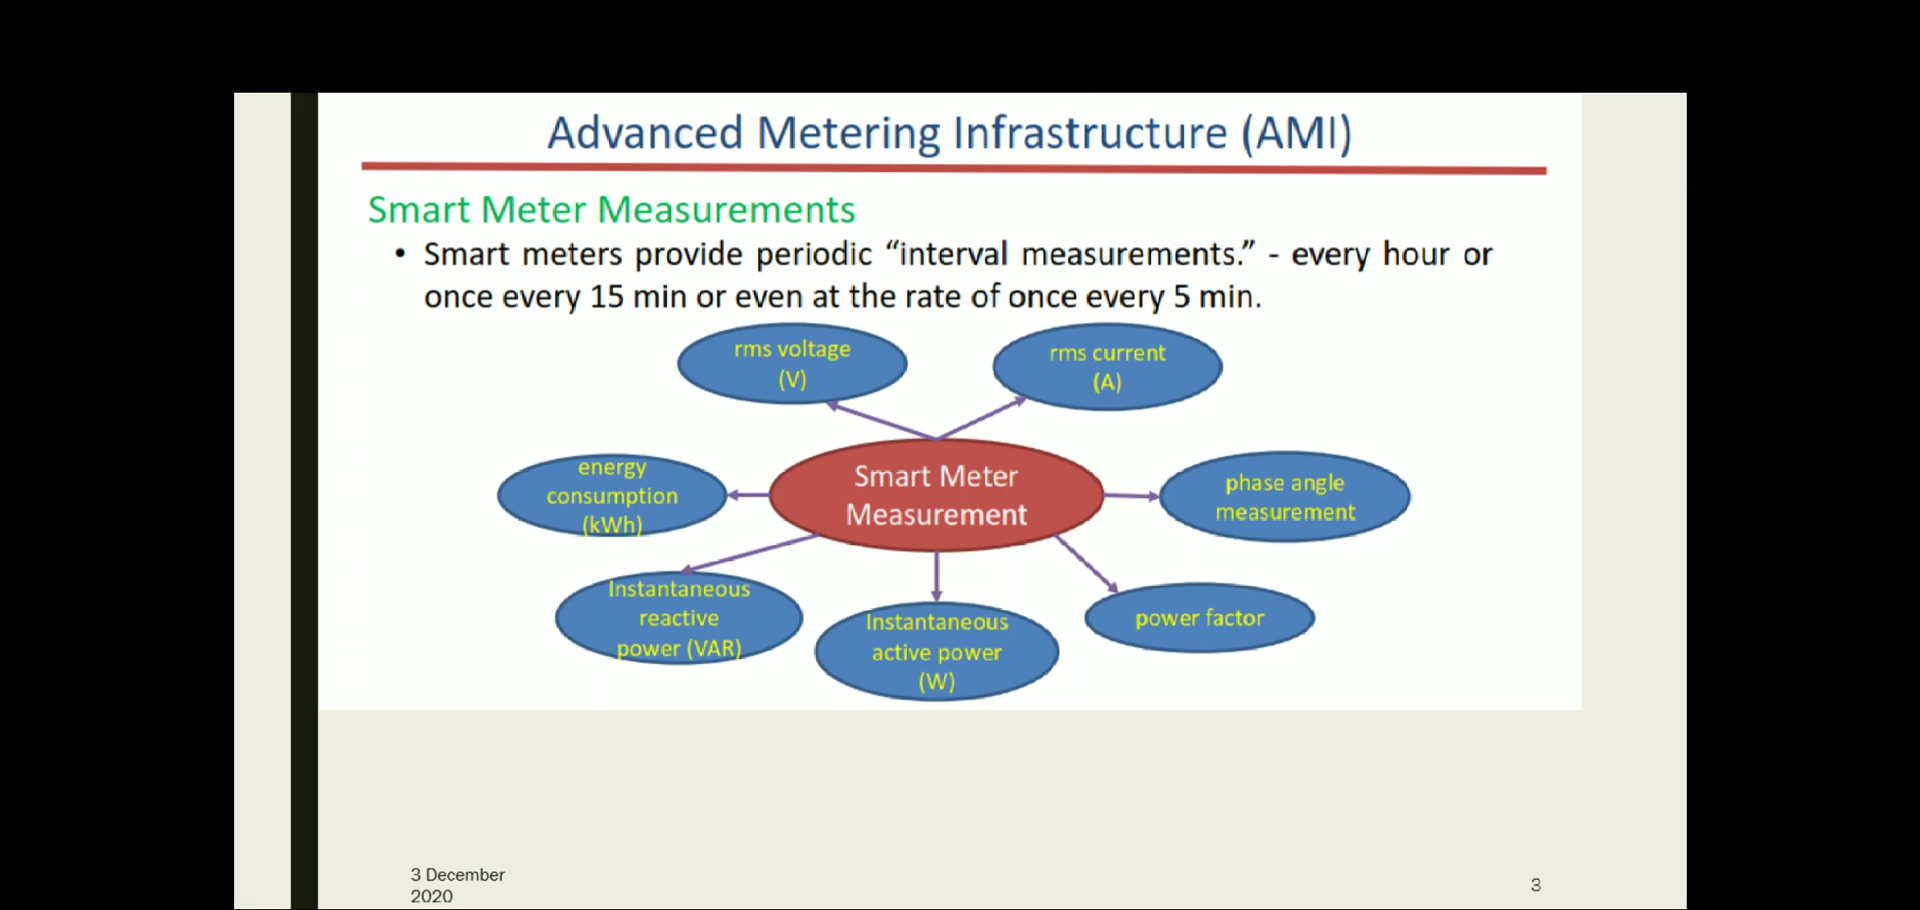 Advanced Metering Infrastructure (AMI)
Smart Meter Measurements
• Smart meters provide periodic “interval measurements.” - every hour or
once every 15 min or even at the rate of once every 5 min.
rms voltage
(V)
rms current
(A)
energy
consumption
(kWh)
Smart Meter
Measurement
phase angle
measurement
Instantaneous
reactive
power (VAR)
Instantaneous
active power
(W)
power factor
3 December
2020
3